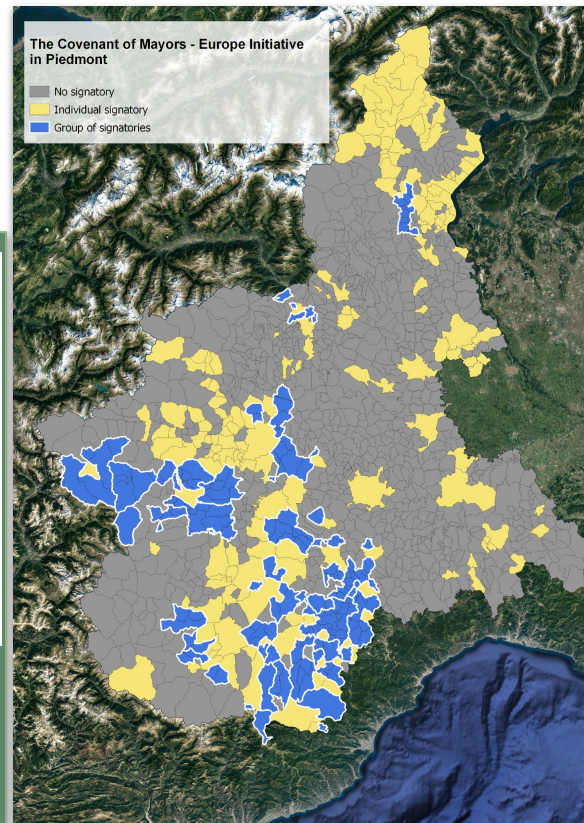 The Covenant of Mayors - Europe Initiative
in Piedmont
No signatory
Individual signatory
Group of signatories